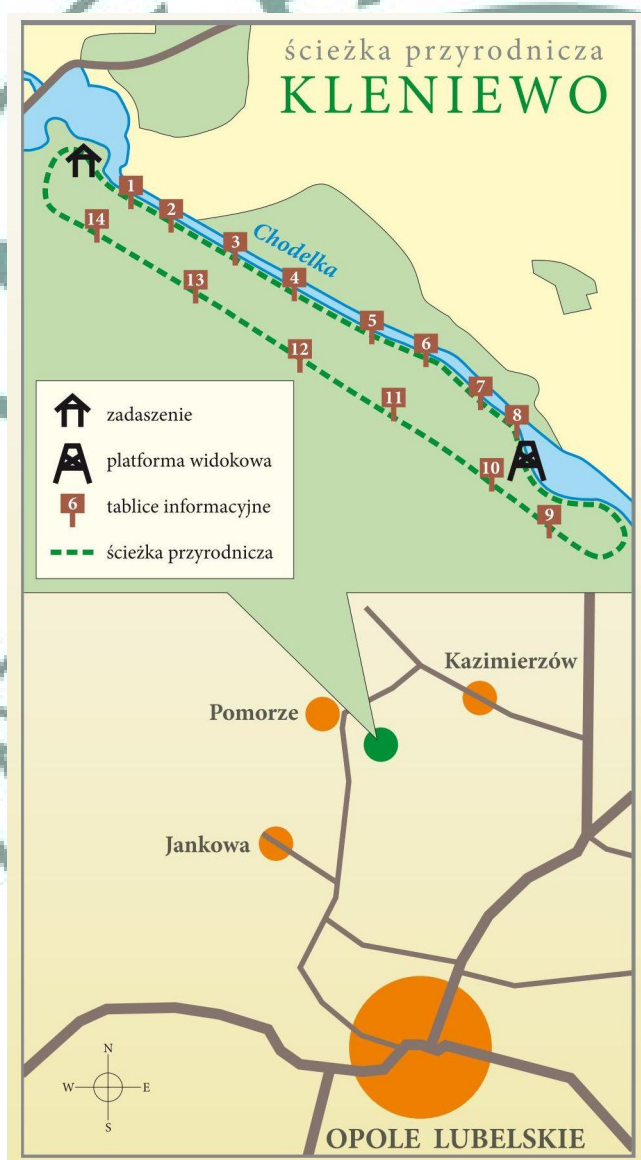 ścieżka przyrodnicza
KLENIEWO
1
2
14
3
Chodelka
4
13
5
6
12
7
11
8
10
9
zadaszenie
platforma widokowa
6 tablice informacyjne
ścieżka przyrodnicza
Kazimierzów
Pomorze
Jankowa
N
W E
S
OPOLE LUBELSKIE